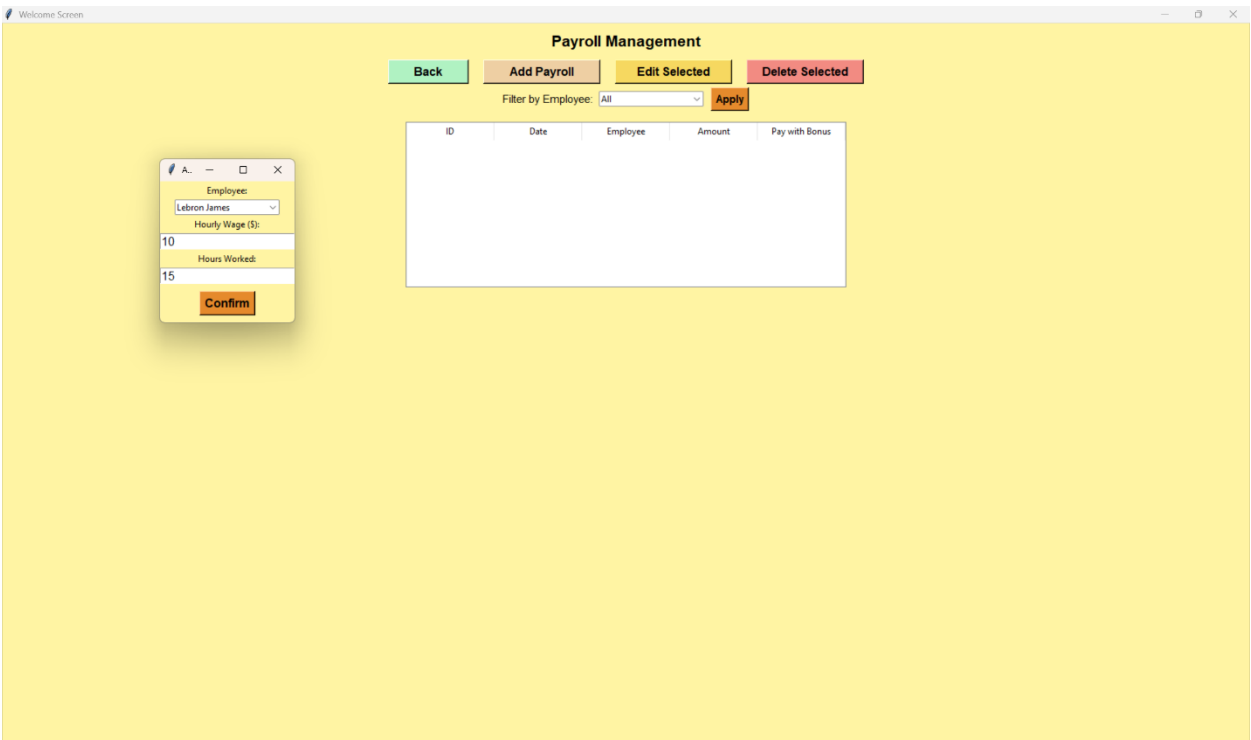 Welcome Screen
Payroll Management
Back Add Payroll Edit Selected Delete Selected
Filter by Employee: All Apply
ID Date Employee Amount Pay with Bonus
A..
Employee:
Lebron James
Hourly Wage ($):
10
Hours Worked:
15
Confirm